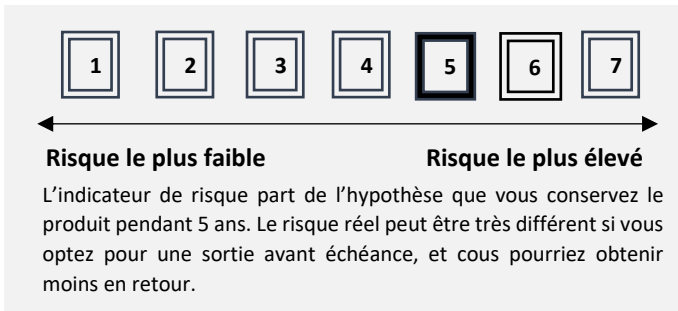 1 2 3 4 5 6 7
Risque le plus faible Risque le plus élevé
L'indicateur de risque part de l'hypothèse que vous conservez le
produit pendant 5 ans. Le risque réel peut être très différent si vous
optez pour une sortie avant échéance, et cous pourriez obtenir
moins en retour.